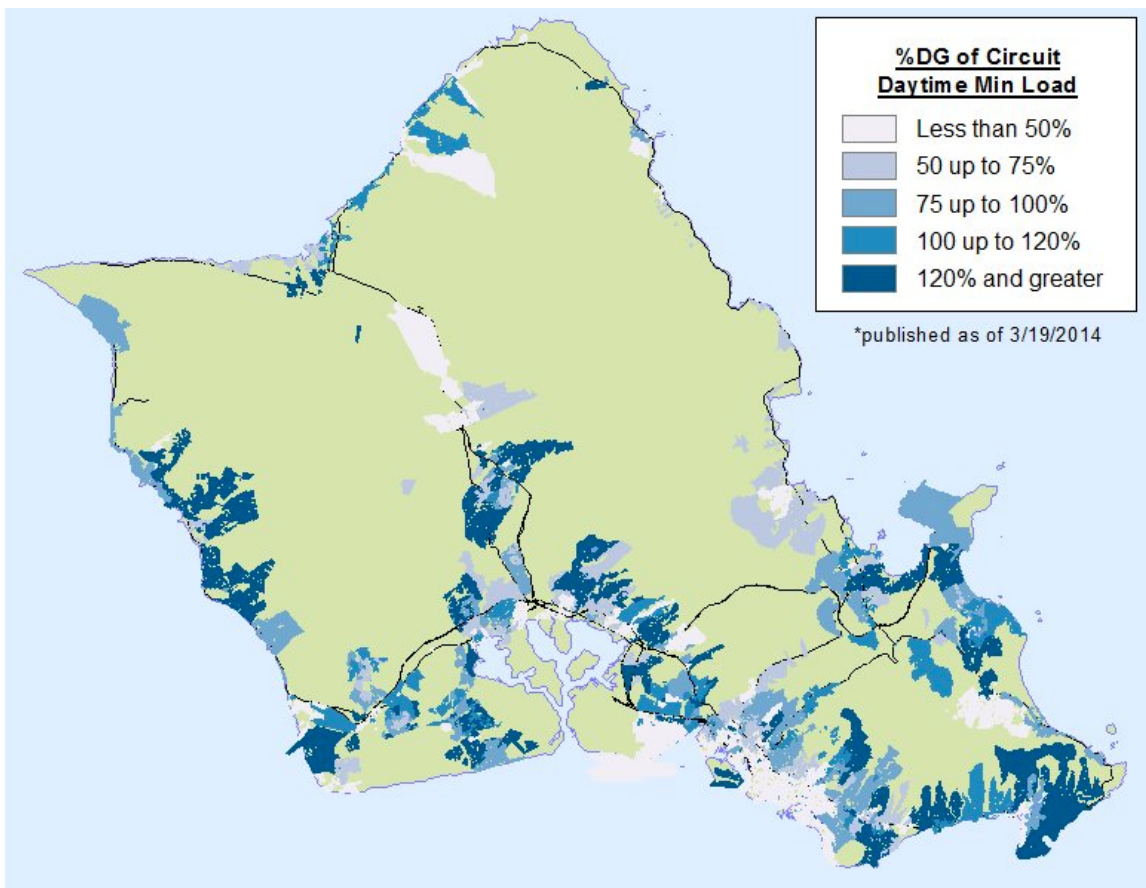 %DG of Circuit
Daytime Min Load
Less than 50%
50 up to 75%
75 up to 100%
100 up to 120%
120% and greater
*published as of 3/19/2014